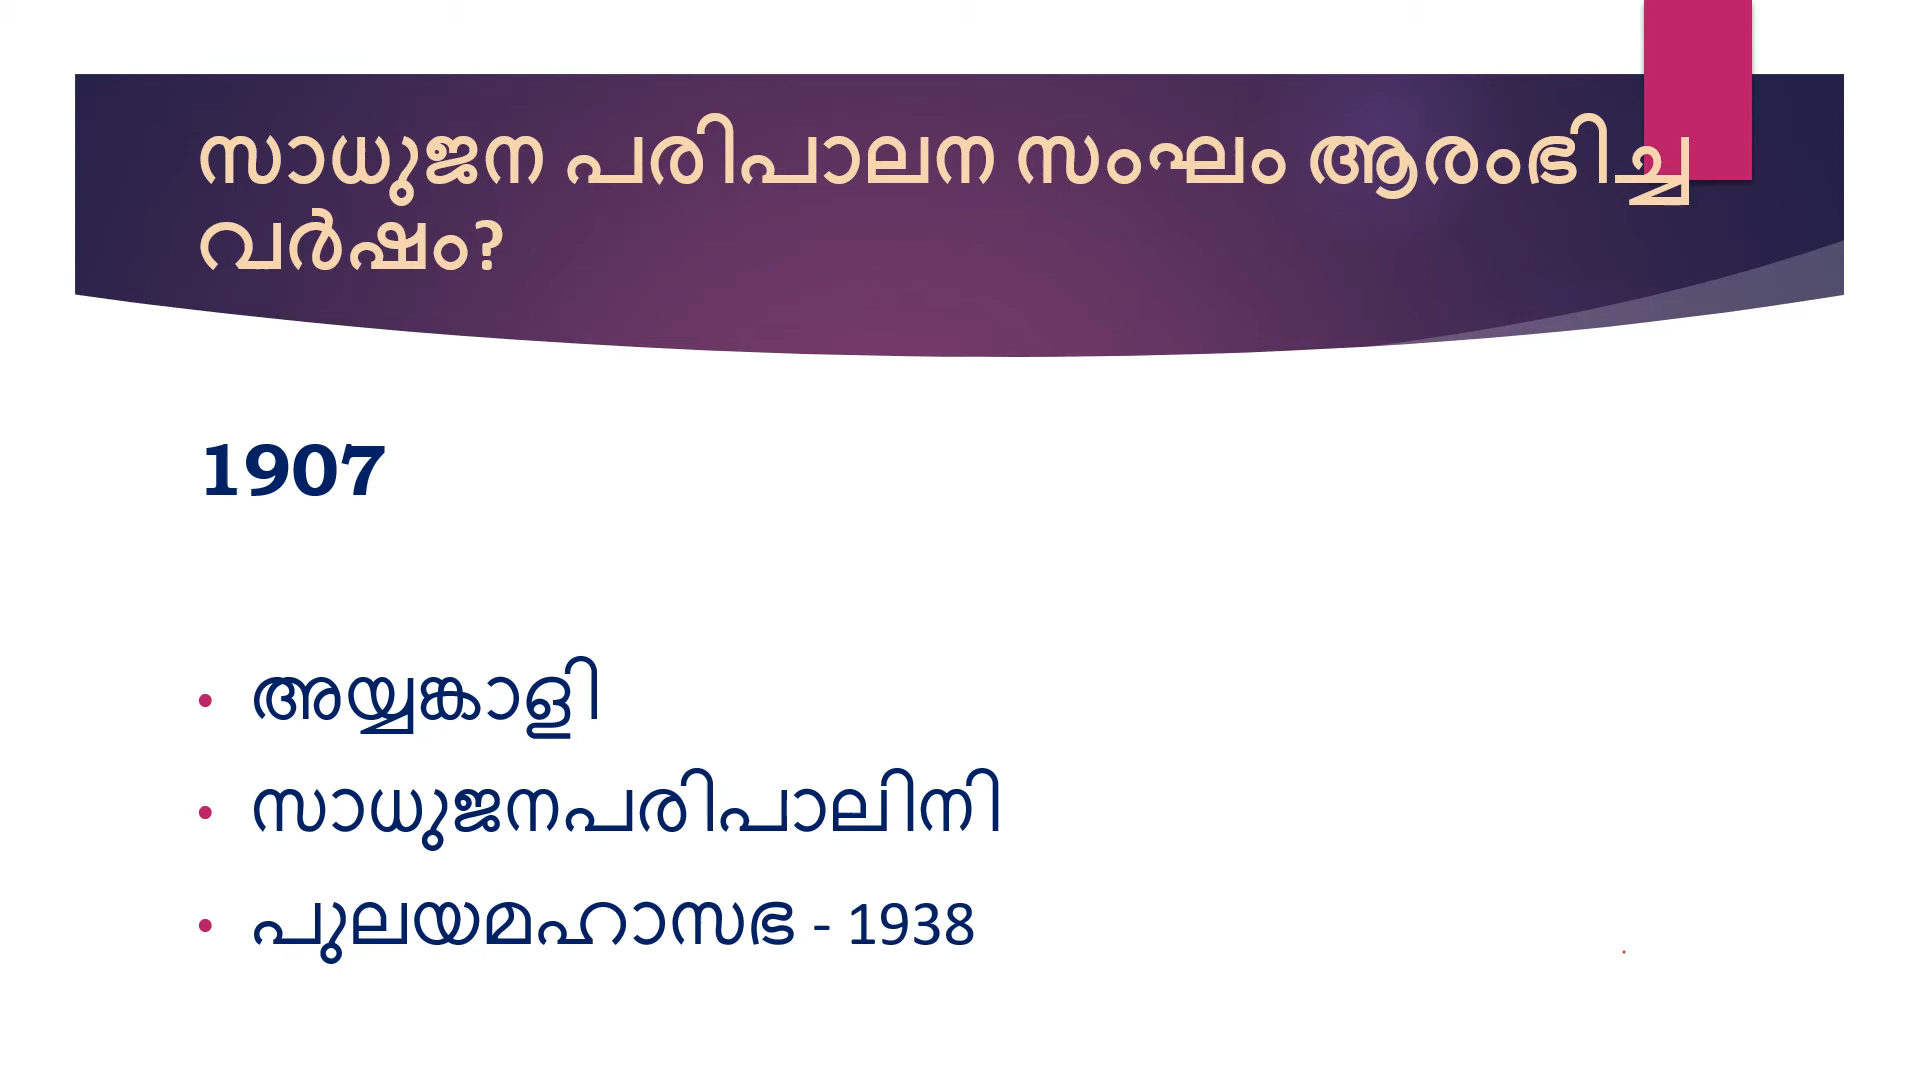 സാധുജന പരിപാലന സംഘം ആരംഭിച്ച
വർഷം?
1907
• അയ്യങ്കാളി
• സാധുജനപരിപാലിനി
• പുലയമഹാസഭ - 1938